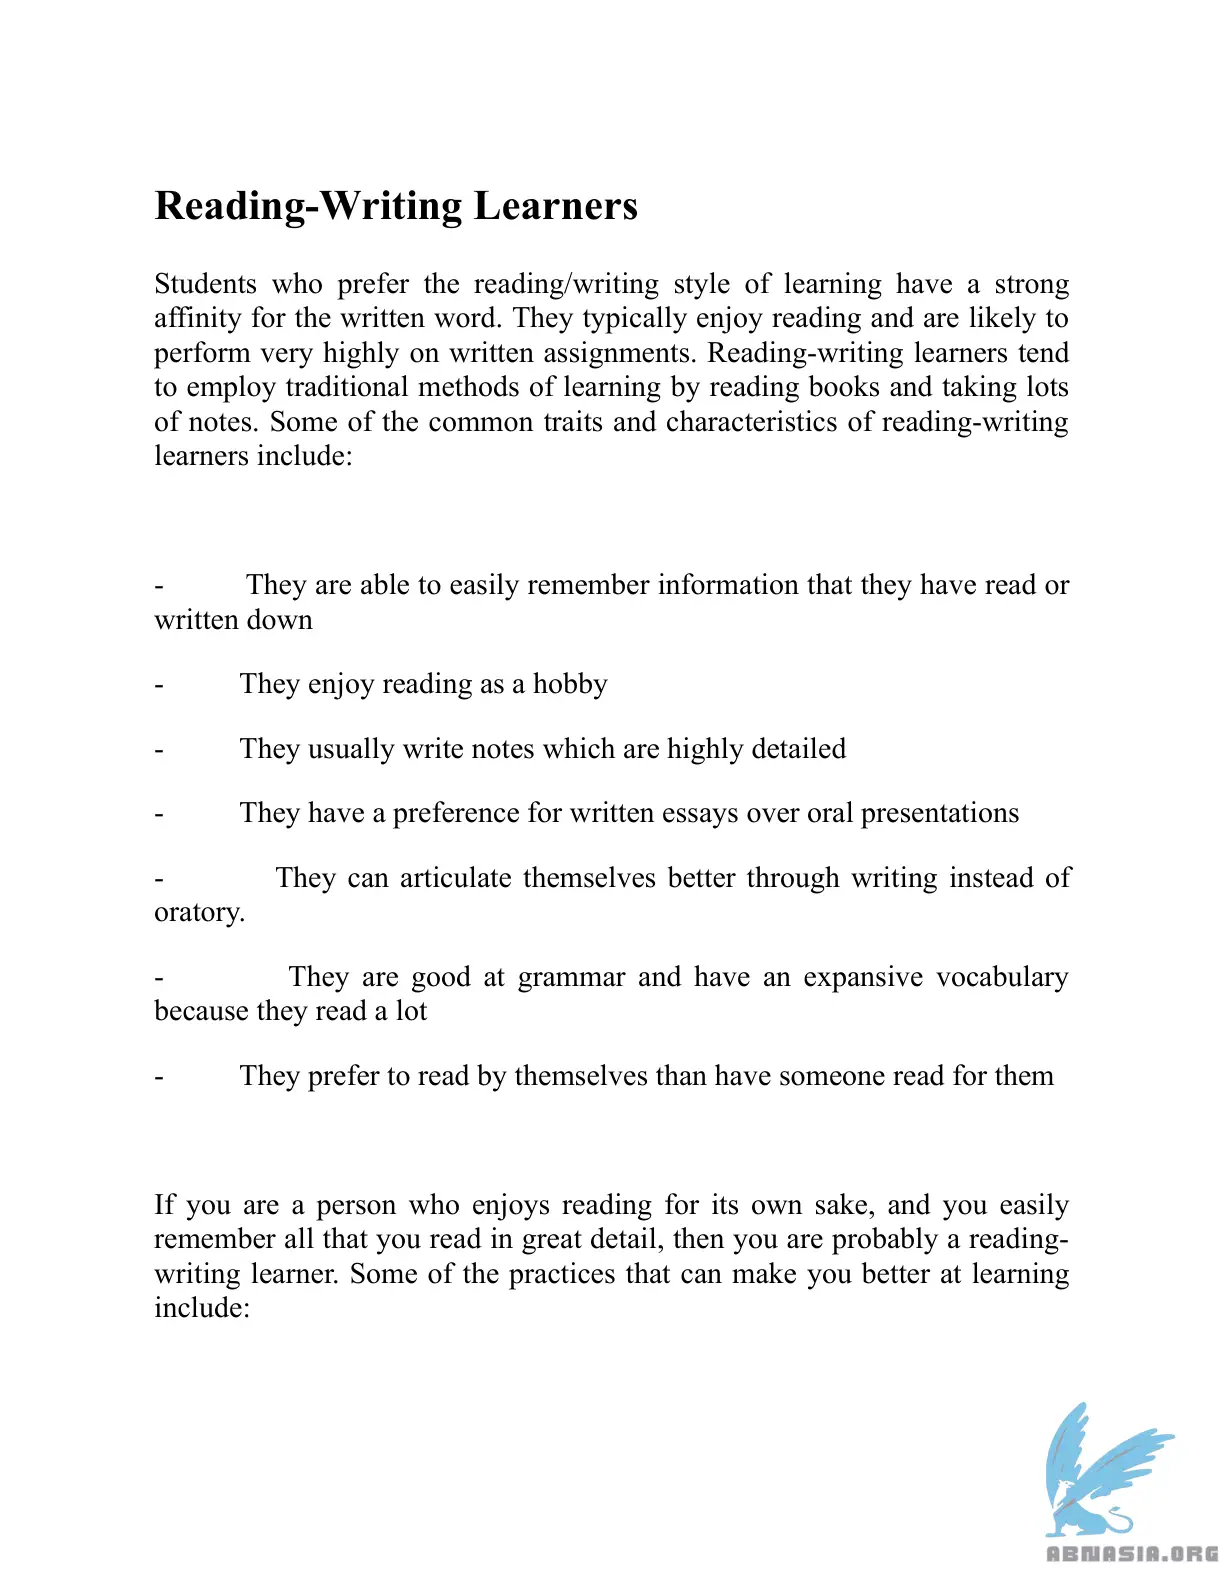 Reading-Writing Learners
Students who prefer the reading/writing style of learning have a strong
affinity for the written word. They typically enjoy reading and are likely to
perform very highly on written assignments. Reading-writing learners tend
to employ traditional methods of learning by reading books and taking lots
of notes. Some of the common traits and characteristics of reading-writing
learners include:
- They are able to easily remember information that they have read or
written down
- They enjoy reading as a hobby
- They usually write notes which are highly detailed
- They have a preference for written essays over oral presentations
- They can articulate themselves better through writing instead of
oratory.
- They are good at grammar and have an expansive vocabulary
because they read a lot
- They prefer to read by themselves than have someone read for them
If you are a person who enjoys reading for its own sake, and you easily
remember all that you read in great detail, then you are probably a reading-
writing learner. Some of the practices that can make you better at learning
include:
ABNASIA.ORG